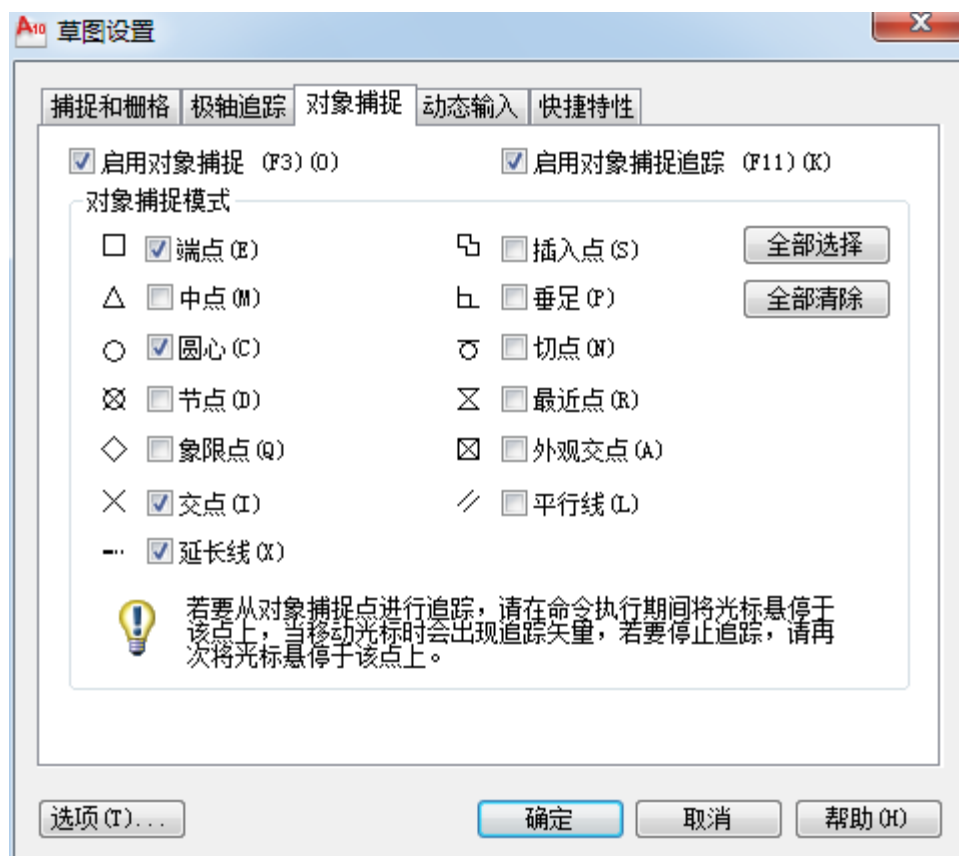 A10 草图设置
捕捉和栅格 极轴追踪 对象捕捉 动态输入 快捷特性
启用对象捕捉 (F3)(O) 启用对象捕捉追踪 (F11)(K)
对象捕捉模式
端点(E) 插入点(S) 全部选择
中点(M) 垂足(P) 全部清除
圆心(C) 切点(N)
节点(D) 最近点(R)
象限点(Q) 外观交点(A)
交点(I) 平行线(L)
延长线(X)
若要从对象捕捉点进行追踪，请在命令执行期间将光标悬停于
该点上，当移动光标时会出现追踪矢量，若要停止追踪，请再
次将光标悬停于该点上。
选项(T)... 确定 取消 帮助(H)